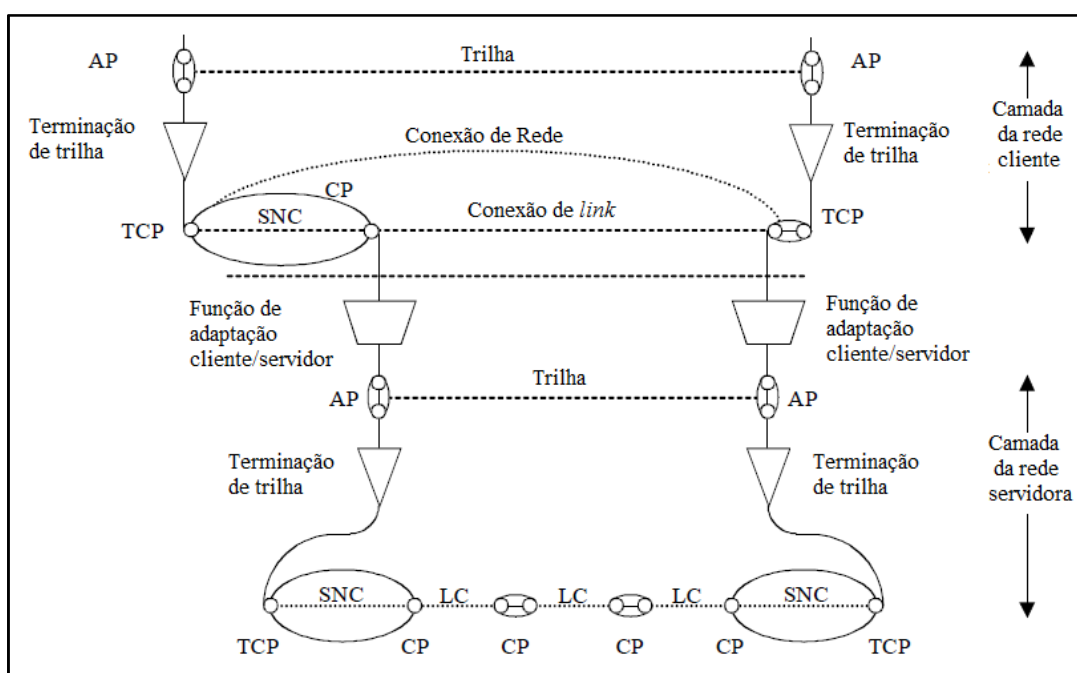 AP
Trilha
AP
Terminação
de trilha
Conexão de Rede
Terminação
de trilha
Camada
da rede
cliente
CP
SNC
Conexão de link
TCP
TCP
Função de
adaptação
cliente/servidor
Função de
adaptação
cliente/servidor
AP
Trilha
AP
Terminação
de trilha
Terminação
de trilha
Camada
da rede
servidora
SNC
LC
LC
LC
SNC
TCP
CP
CP
CP
CP
TCP